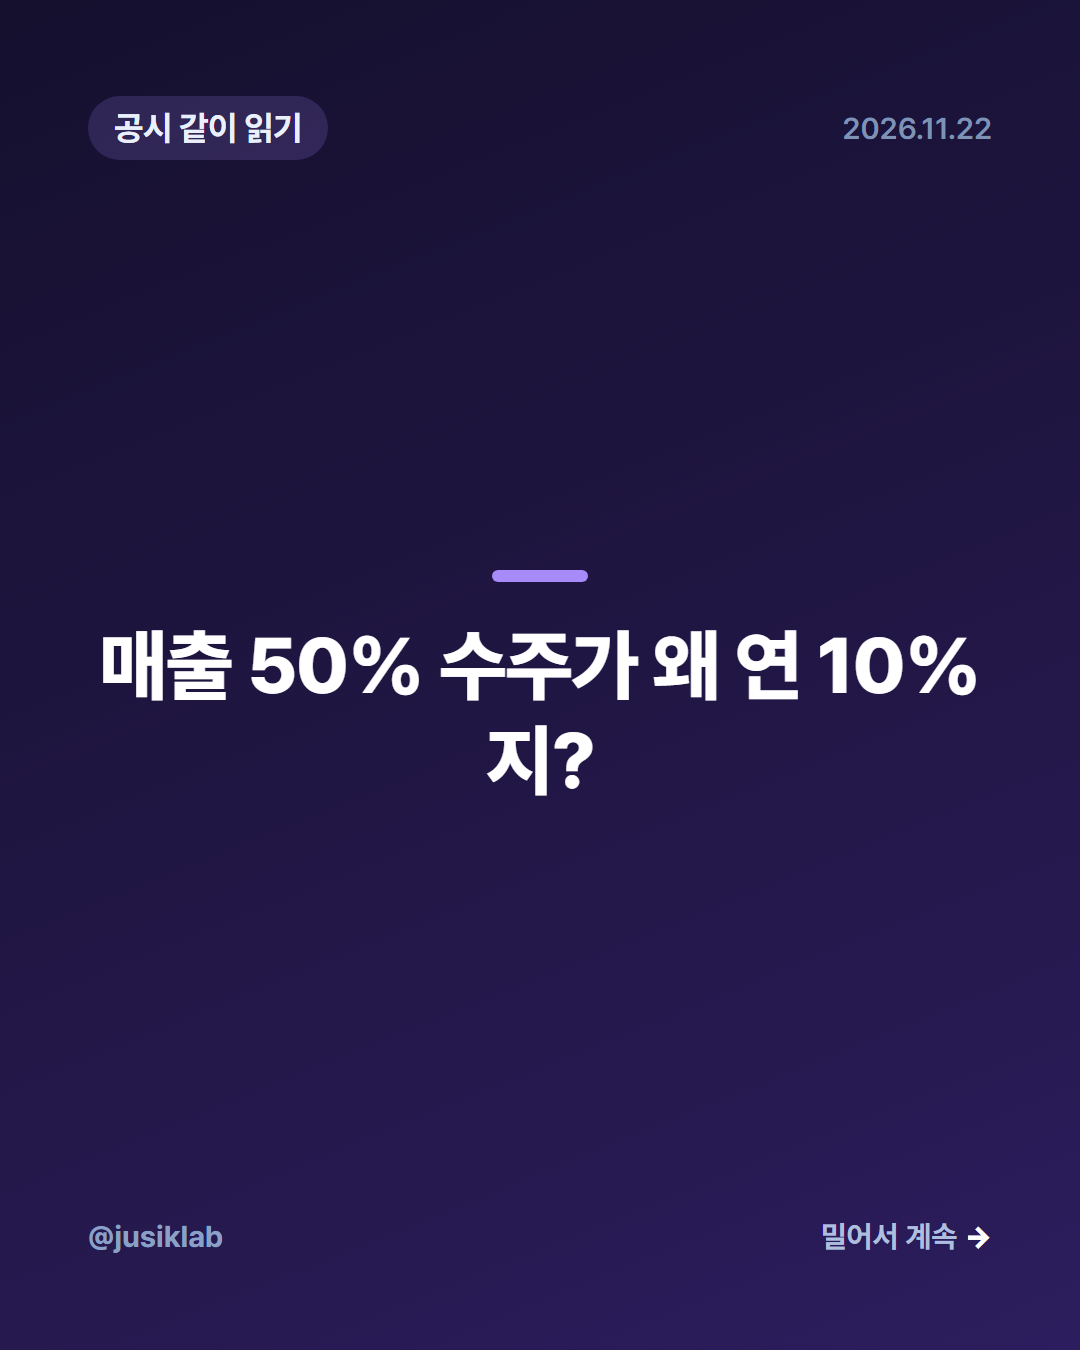 공시 같이 읽기
2026.11.22
매출 50% 수주가 왜 연 10%
지?
@jusiklab
밀어서 계속 →